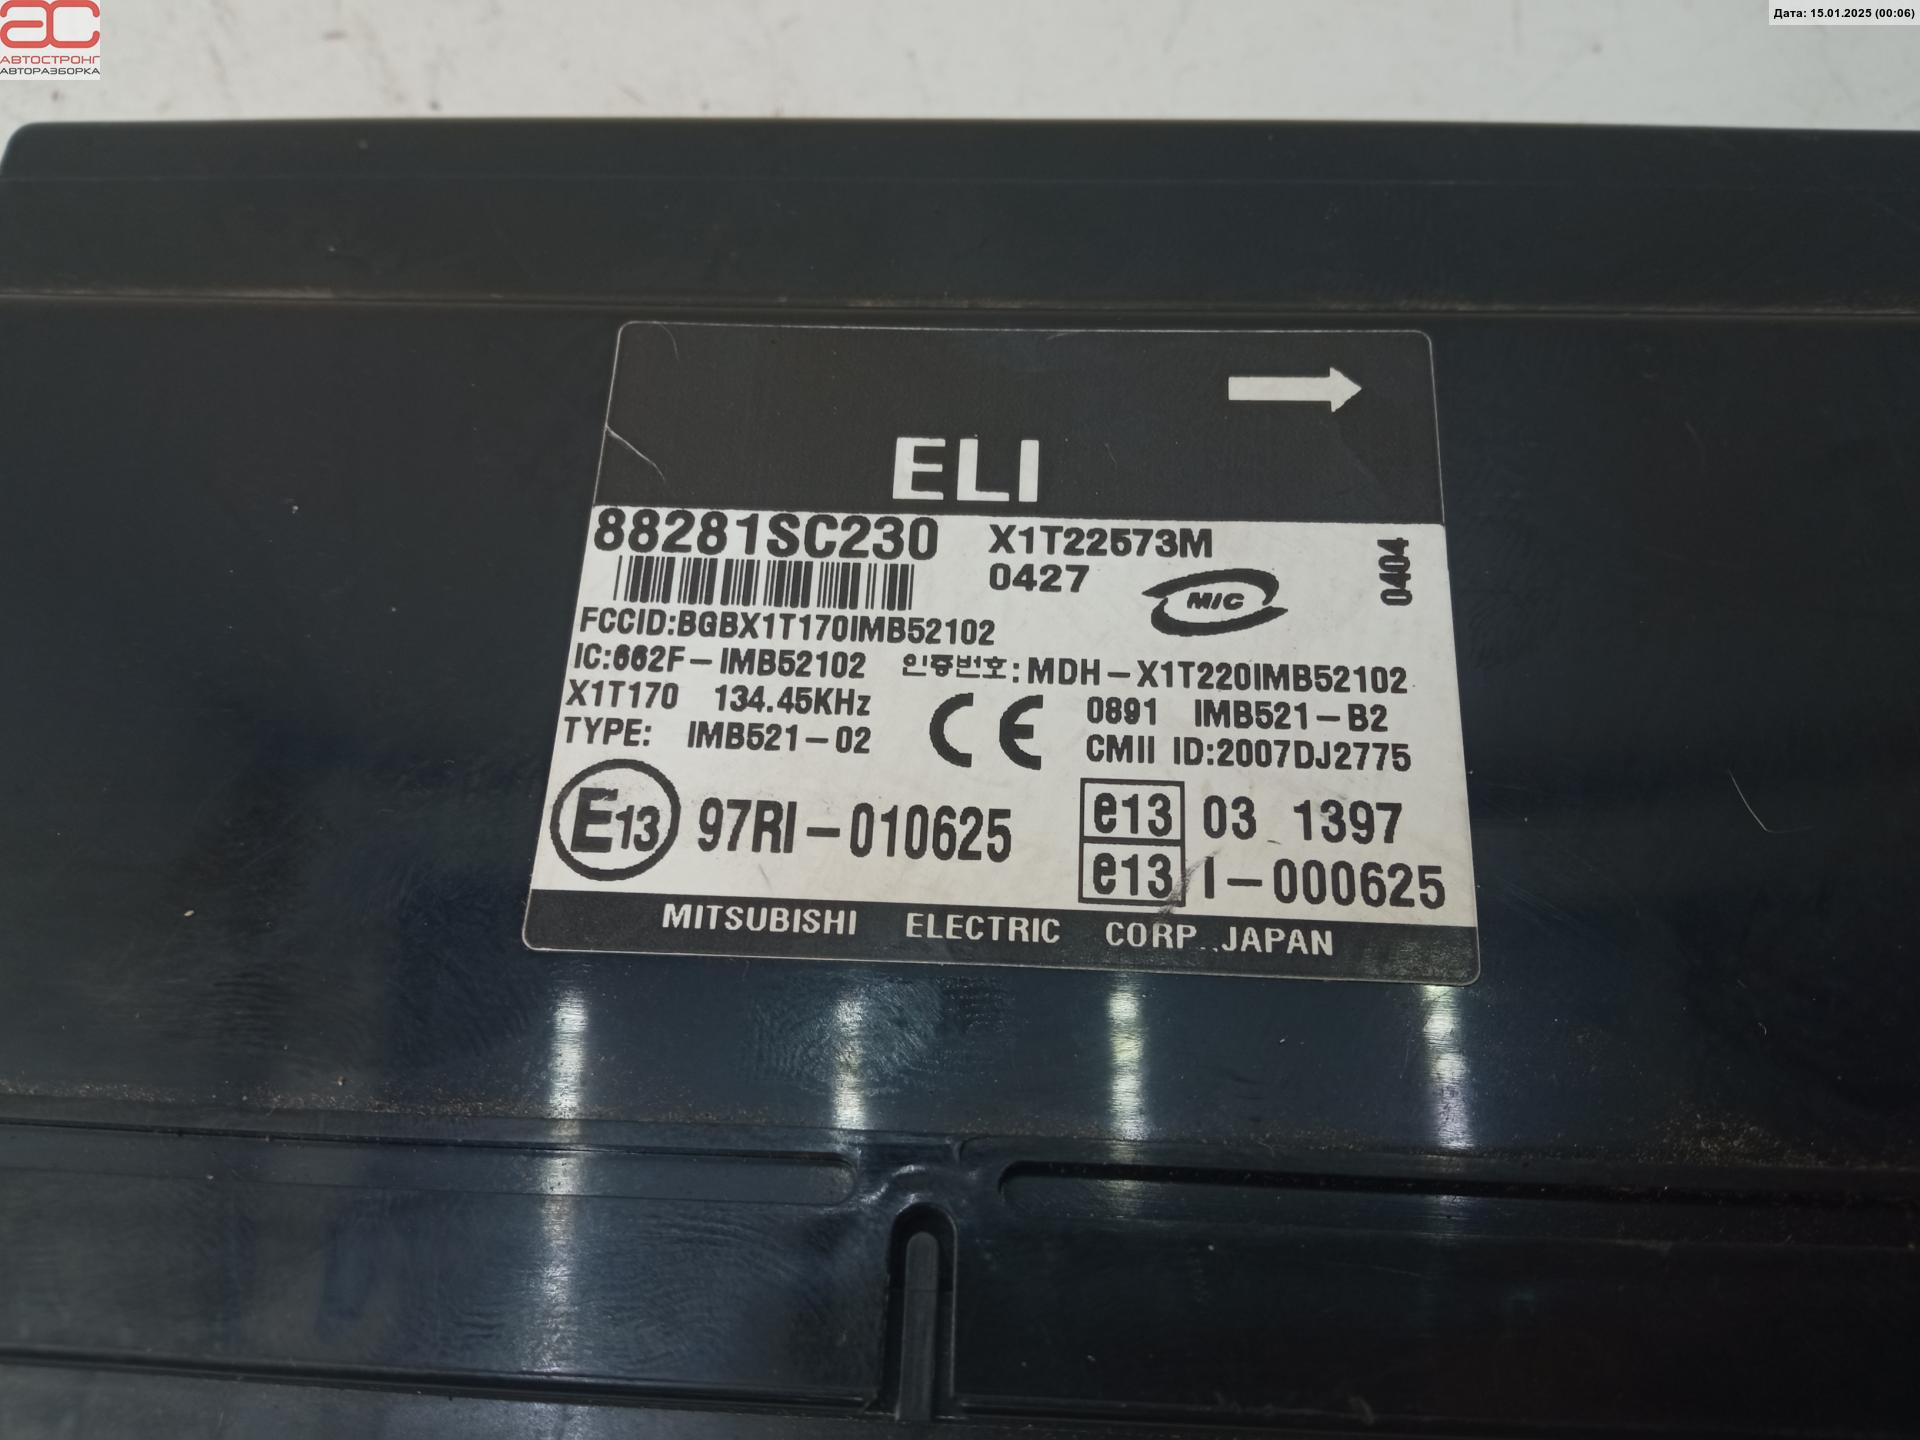 AC
АВТОСТРОНГ
АВТОРАЗБОРКА
Дата: 15.01.2025 (00:06)
ELI
88281SC230 X1T22573M
0427 MIC 0404
FCCID:BGBX1T170IMB52102
IC:662F-IMB52102 인증번호:MDH-X1T220IMB52102
X1T170 134.45KHz CE 0891 IMB521-B2
TYPE: IMB521-02 CMII ID:2007DJ2775
E13 97RI-010625 e13 03 1397
e13 I-000625
MITSUBISHI ELECTRIC CORP.,JAPAN